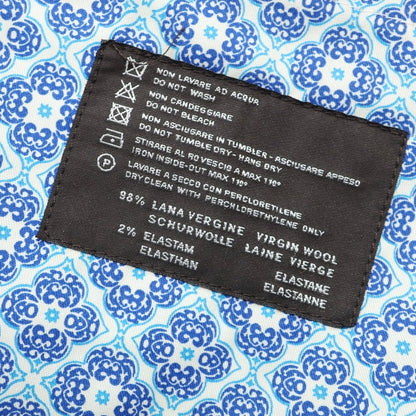 NON LAVARE AD ACQUA
DO NOT WASH
NON CANDEGGIARE
DO NOT BLEACH
NON ASCIUGARE IN TUMBLER - ASCIUGARE APPESO
DO NOT TUMBLE DRY - HANG DRY
STIRARE AL ROVESCIO A MAX 110°
IRON INSIDE-OUT MAX 110°
P
LAVARE A SECCO CON PERCLORETILENE
DRY CLEAN WITH PERCHLORETHYLENE ONLY
98% LANA VERGINE VIRGIN WOOL
SCHURWOLLE LAINE VIERGE
2% ELASTAM ELASTANE
ELASTHAN ELASTANNE